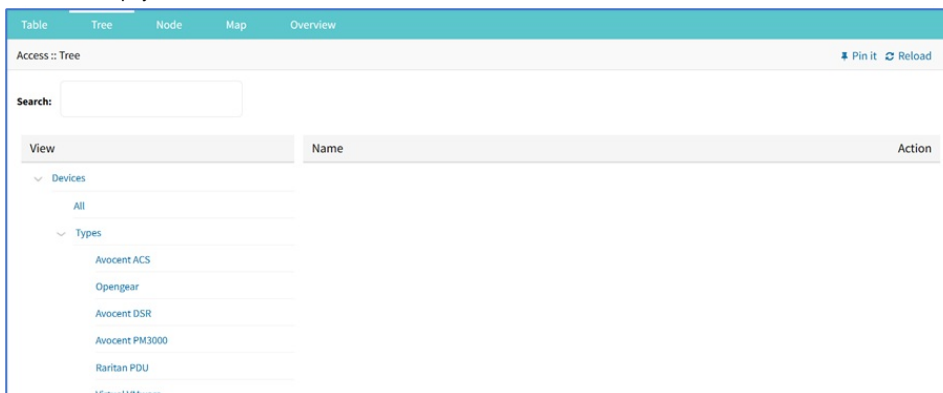 Table Tree Node Map Overview
Access :: Tree Pin it Reload
Search:
View Name Action
Devices
All
Types
Avocent ACS
Opengear
Avocent DSR
Avocent PM3000
Raritan PDU